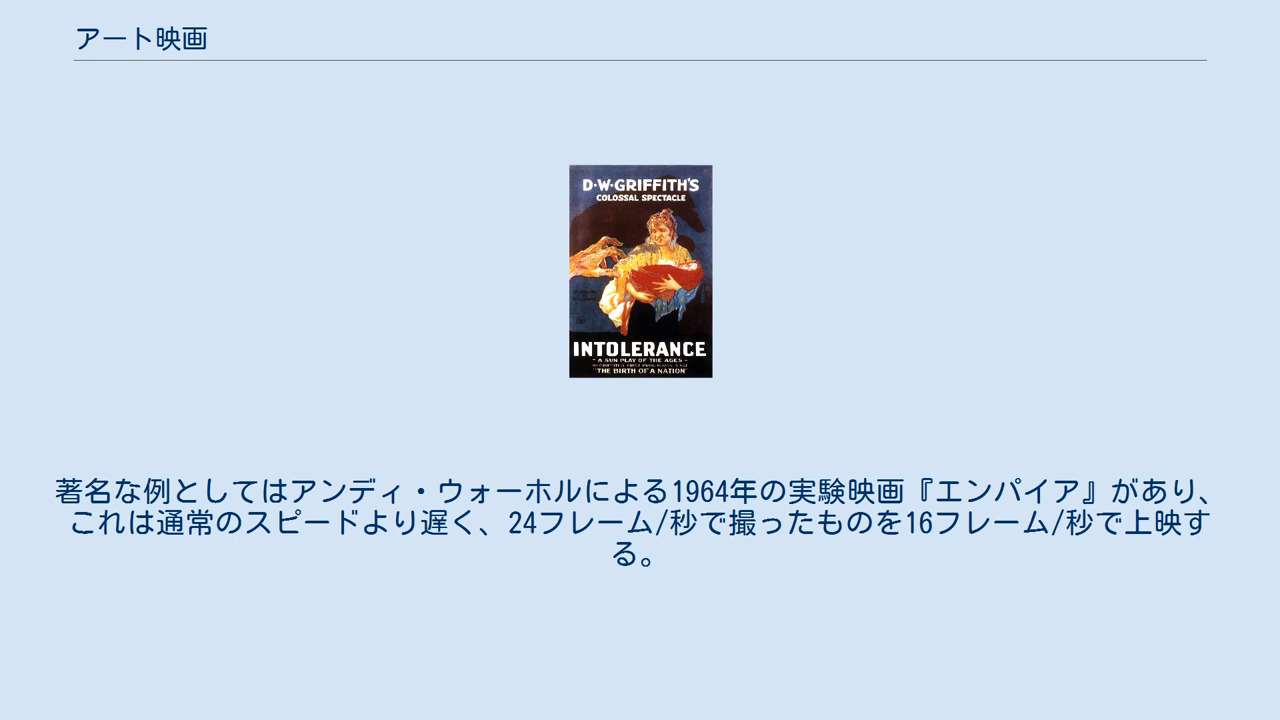 アート映画
D·W·GRIFFITH'S
COLOSSAL SPECTACLE
INTOLERANCE
- A SUN PLAY OF THE AGES -
"THE BIRTH OF A NATION"
著名な例としてはアンディ・ウォーホルによる1964年の実験映画『エンパイア』があり、
これは通常のスピードより遅く、24フレーム/秒で撮ったものを16フレーム/秒で上映す
る。